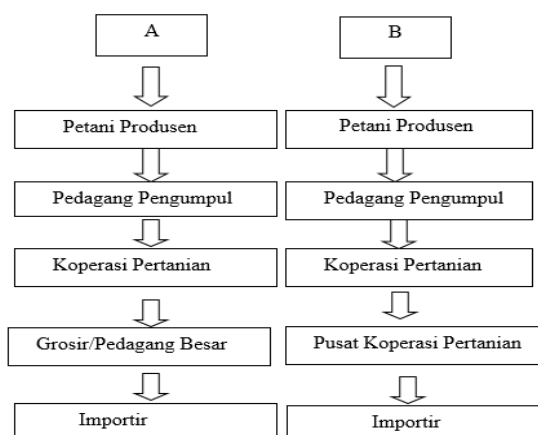 A
Petani Produsen
Pedagang Pengumpul
Koperasi Pertanian
Grosir/Pedagang Besar
Importir
B
Petani Produsen
Pedagang Pengumpul
Koperasi Pertanian
Pusat Koperasi Pertanian
Importir